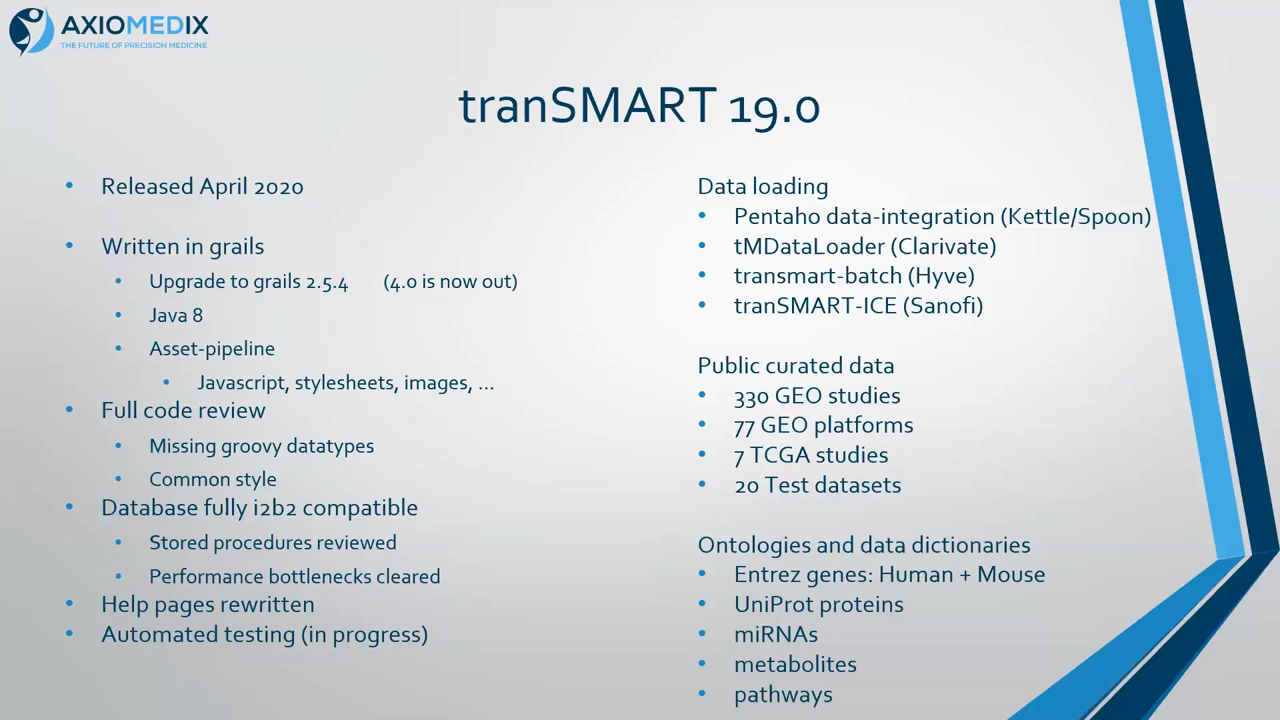 AXIOMEDIX
THE FUTURE OF PRECISION MEDICINE
tranSMART 19.0
• Released April 2020
• Written in grails
• Upgrade to grails 2.5.4 (4.0 is now out)
• Java 8
• Asset-pipeline
• Javascript, stylesheets, images, ...
• Full code review
• Missing groovy datatypes
• Common style
• Database fully i2b2 compatible
• Stored procedures reviewed
• Performance bottlenecks cleared
• Help pages rewritten
• Automated testing (in progress)
Data loading
• Pentaho data-integration (Kettle/Spoon)
• tMDataLoader (Clarivate)
• transmart-batch (Hyve)
• tranSMART-ICE (Sanofi)
Public curated data
• 330 GEO studies
• 77 GEO platforms
• 7 TCGA studies
• 20 Test datasets
Ontologies and data dictionaries
• Entrez genes: Human + Mouse
• UniProt proteins
• miRNAs
• metabolites
• pathways